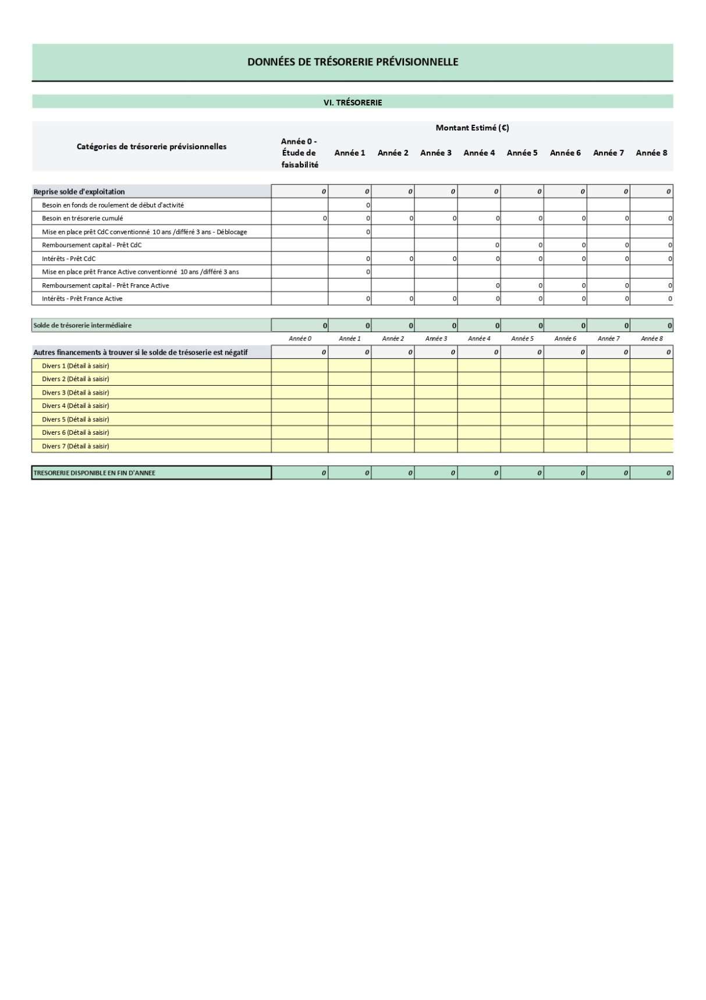 DONNÉES DE TRÉSORERIE PRÉVISIONNELLE
VI. TRÉSORERIE
Montant Estimé (€)
Catégories de trésorerie prévisionnelles Année 0 - Étude de faisabilité Année 1 Année 2 Année 3 Année 4 Année 5 Année 6 Année 7 Année 8
Reprise solde d'exploitation 0 0 0 0 0 0 0 0 0
Besoin en fonds de roulement de début d'activité 0
Besoin en trésorerie cumulé 0 0 0 0 0 0 0 0 0
Mise en place prêt CdC conventionné 10 ans /différé 3 ans - Déblocage 0
Remboursement capital - Prêt CdC 0 0 0 0 0
Intérêts - Prêt CdC 0 0 0 0 0 0 0 0
Mise en place prêt France Active conventionné 10 ans /différé 3 ans 0
Remboursement capital - Prêt France Active 0 0 0 0 0
Intérêts - Prêt France Active 0 0 0 0 0 0 0 0
Solde de trésorerie intermédiaire 0 0 0 0 0 0 0 0 0
Année 0 Année 1 Année 2 Année 3 Année 4 Année 5 Année 6 Année 7 Année 8
Autres financements à trouver si le solde de trésoserie est négatif 0 0 0 0 0 0 0 0 0
Divers 1 (Détail à saisir)
Divers 2 (Détail à saisir)
Divers 3 (Détail à saisir)
Divers 4 (Détail à saisir)
Divers 5 (Détail à saisir)
Divers 6 (Détail à saisir)
Divers 7 (Détail à saisir)
TRESORERIE DISPONIBLE EN FIN D'ANNEE 0 0 0 0 0 0 0 0 0